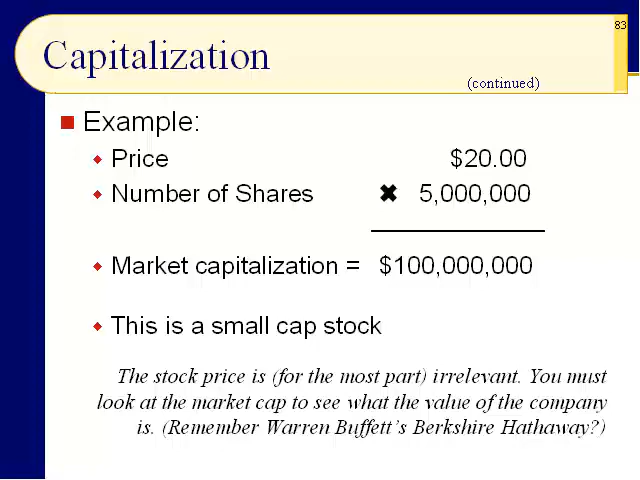 83
Capitalization
(continued)
Example:
Price $20.00
Number of Shares ✖ 5,000,000
Market capitalization = $100,000,000
This is a small cap stock
The stock price is (for the most part) irrelevant. You must
look at the market cap to see what the value of the company
is. (Remember Warren Buffett's Berkshire Hathaway?)